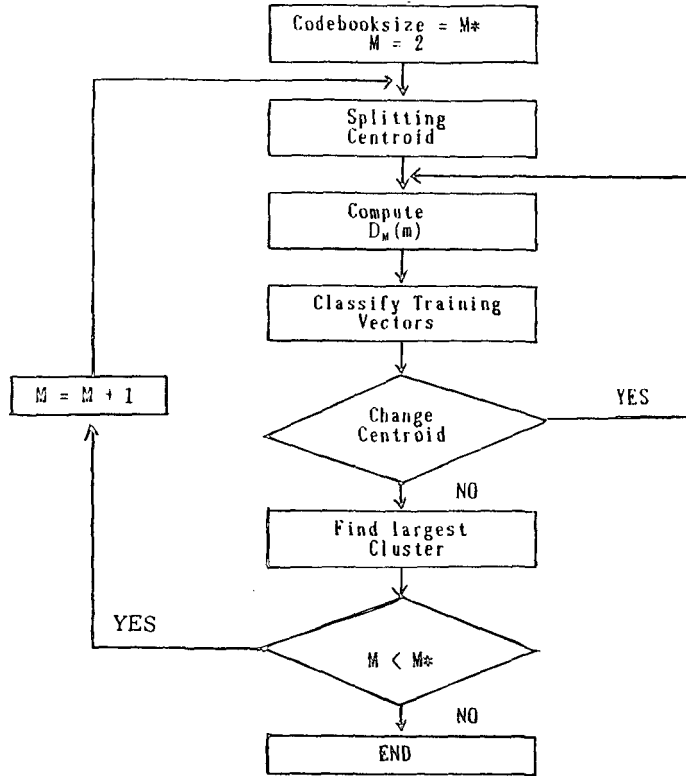 Codebooksize = M*
M = 2
Splitting
Centroid
Compute
D_M(m)
Classify Training
Vectors
M = M + 1
Change
Centroid
YES
NO
Find largest
Cluster
YES
M < M*
NO
END